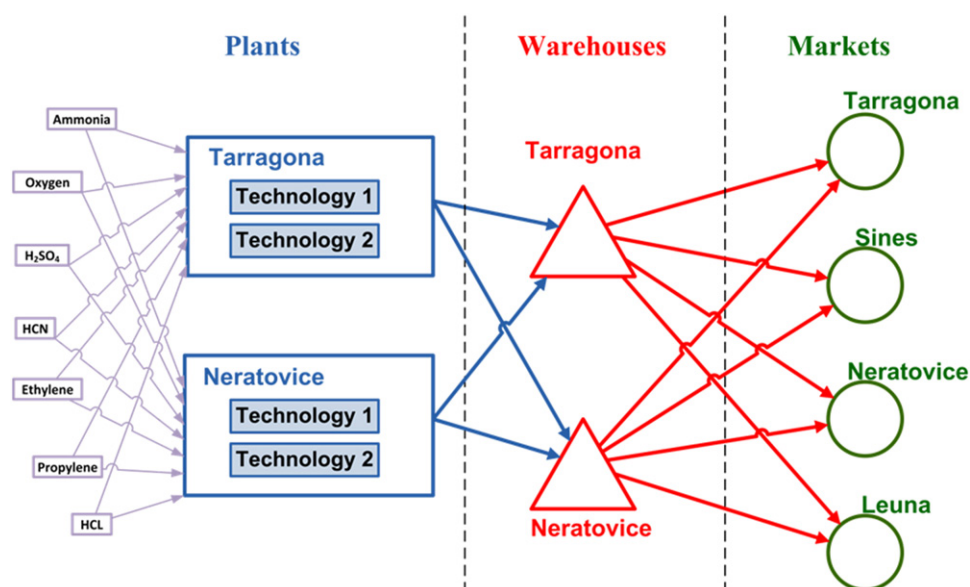 Plants
Warehouses
Markets
Ammonia
Oxygen
H₂SO₄
HCN
Ethylene
Propylene
HCL
Tarragona
Technology 1
Technology 2
Neratovice
Technology 1
Technology 2
Tarragona
Neratovice
Tarragona
Sines
Neratovice
Leuna